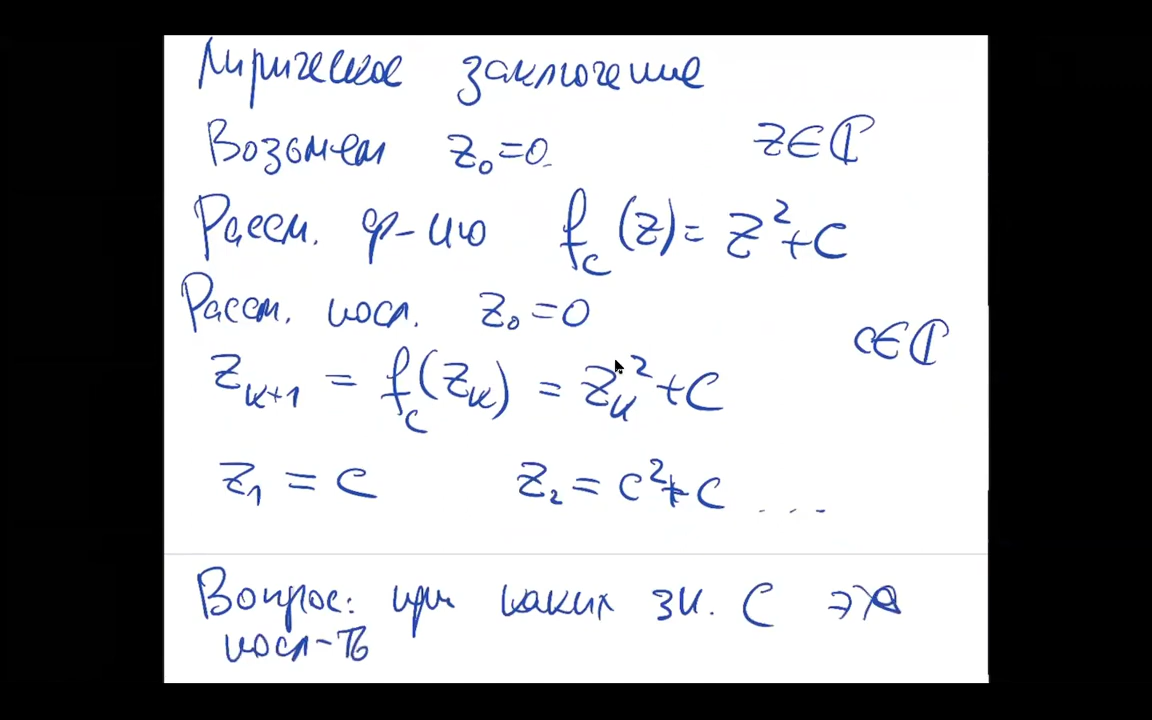 Лирическое заключение
Возьмем z₀=0. z∈ℂ
Рассм. ф-ию f_c(z)= z²+c
Рассм. посл. z₀=0
c∈ℂ
z_{k+1} = f_c(z_k) = z_k²+c
z₁ = c z₂ = c²+c ...
Вопрос: при каких зн. C эта
посл-ть